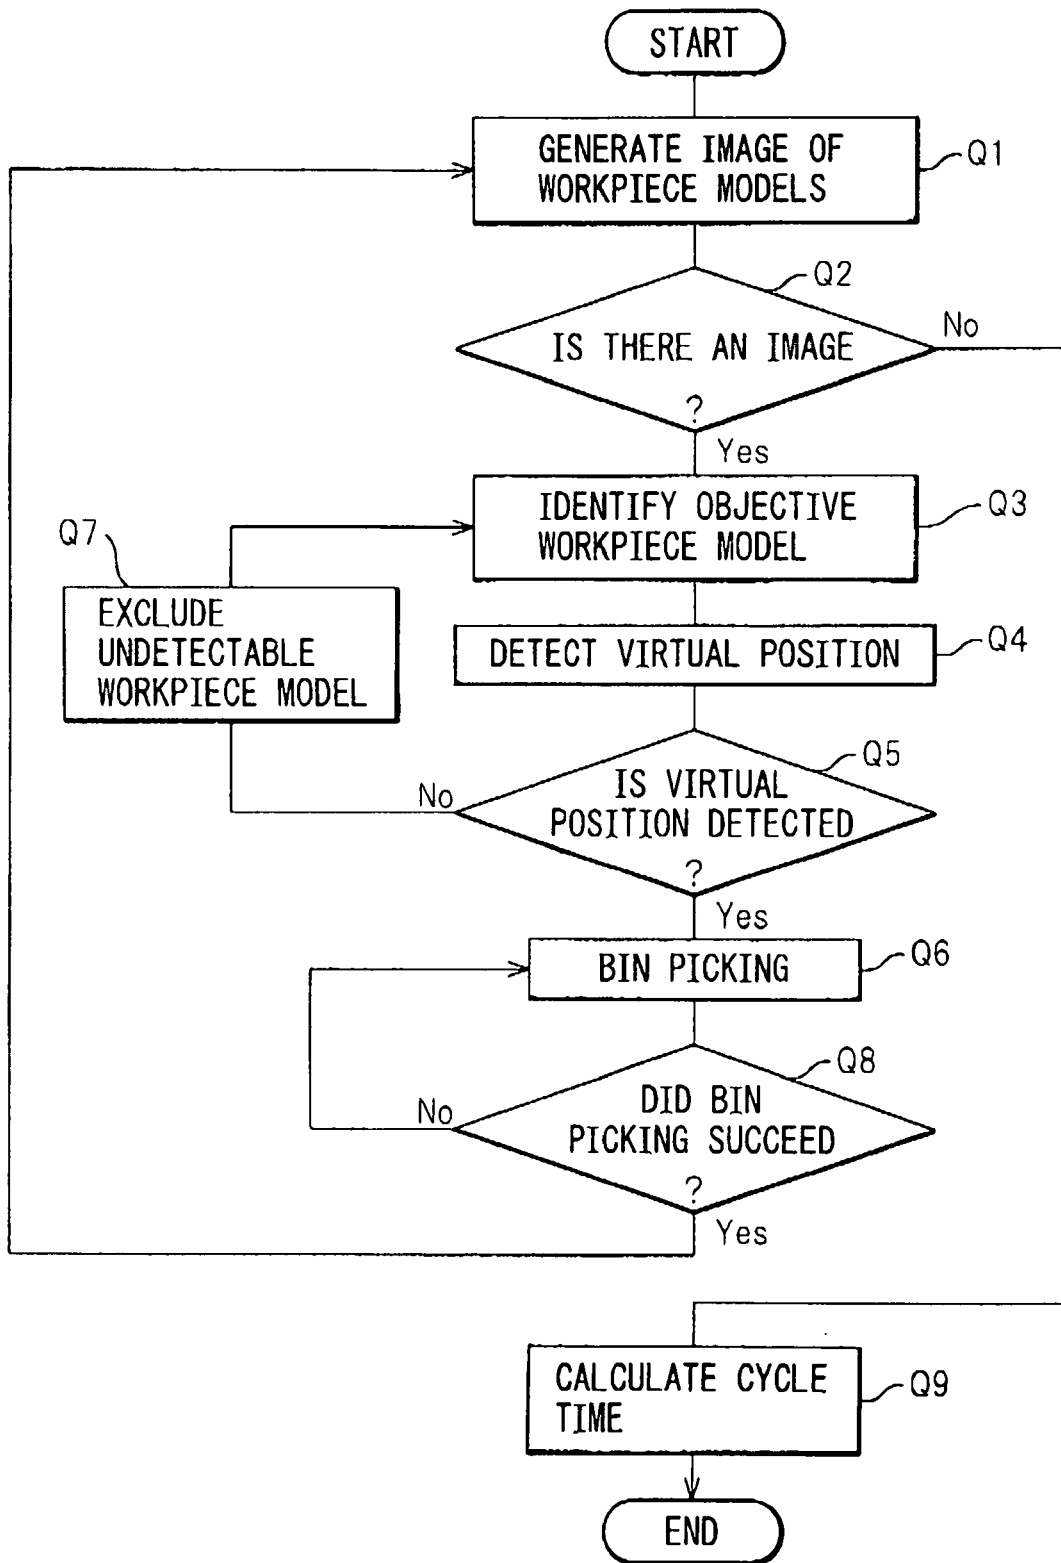 START
GENERATE IMAGE OF
WORKPIECE MODELS
Q1
Q2
IS THERE AN IMAGE
?
No
Yes
IDENTIFY OBJECTIVE
WORKPIECE MODEL
Q3
Q7
EXCLUDE
UNDETECTABLE
WORKPIECE MODEL
DETECT VIRTUAL POSITION
Q4
Q5
IS VIRTUAL
POSITION DETECTED
?
No
Yes
BIN PICKING
Q6
Q8
DID BIN
PICKING SUCCEED
?
No
Yes
CALCULATE CYCLE
TIME
Q9
END